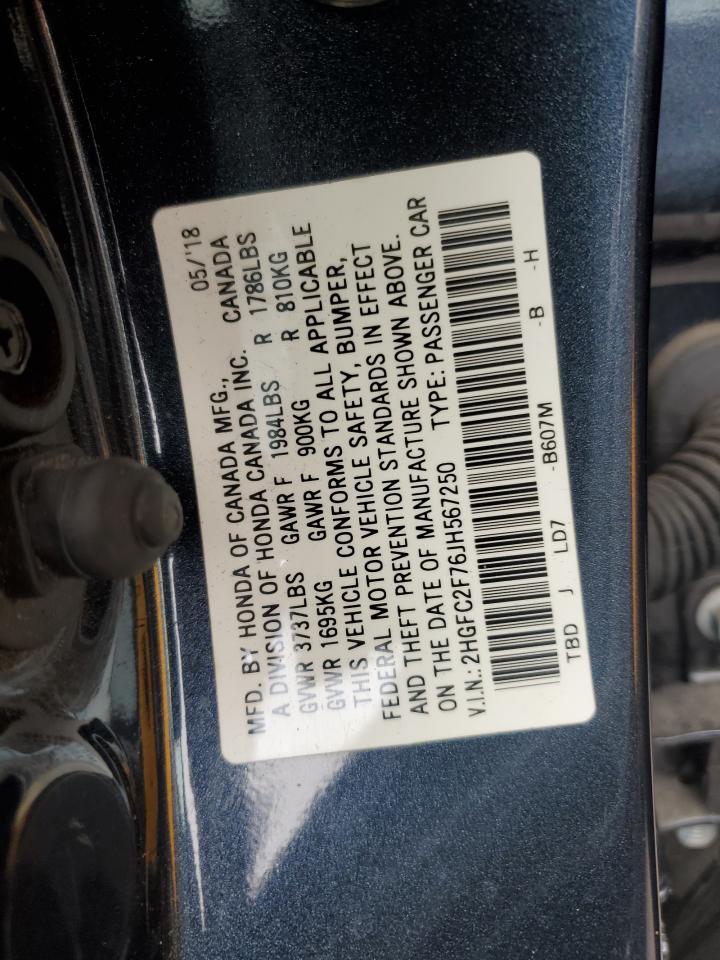 MFD. BY HONDA OF CANADA MFG., 05/'18
A DIVISION OF HONDA CANADA INC. CANADA
GVWR 3737LBS GAWR F 1984LBS R 1786LBS
GVWR 1695KG GAWR F 900KG R 810KG
THIS VEHICLE CONFORMS TO ALL APPLICABLE
FEDERAL MOTOR VEHICLE SAFETY, BUMPER,
AND THEFT PREVENTION STANDARDS IN EFFECT
ON THE DATE OF MANUFACTURE SHOWN ABOVE.
V.I.N.: 2HGFC2F76JH567250 TYPE: PASSENGER CAR
TBD J LD7 -B607M -B -H